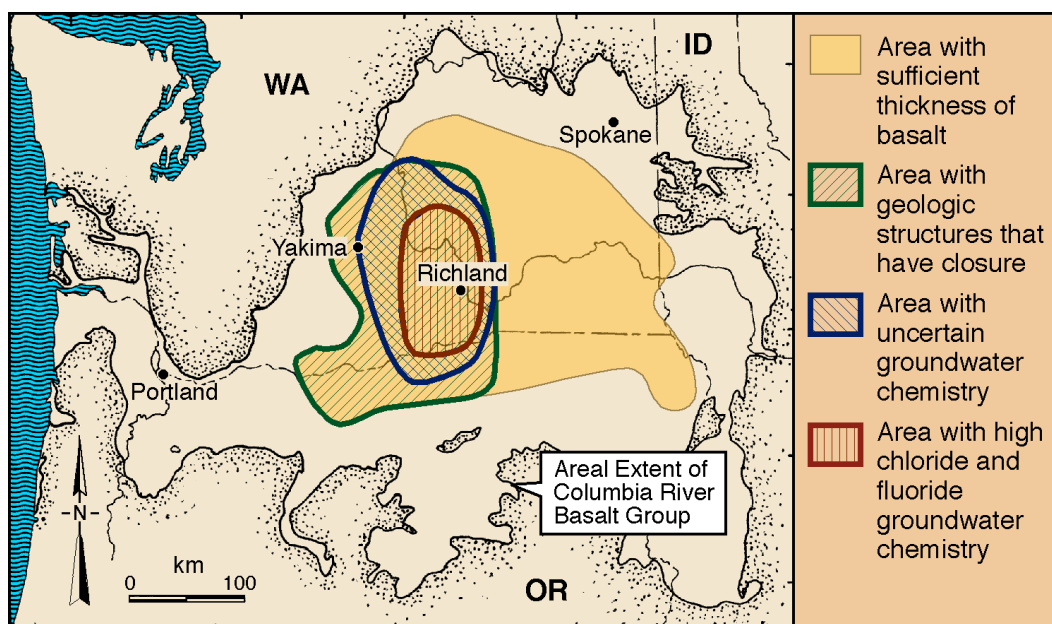 WA
ID
Spokane
Yakima
Richland
Portland
Areal Extent of
Columbia River
Basalt Group
-N-
km
0 100
OR
Area with
sufficient
thickness of
basalt
Area with
geologic
structures that
have closure
Area with
uncertain
groundwater
chemistry
Area with high
chloride and
fluoride
groundwater
chemistry